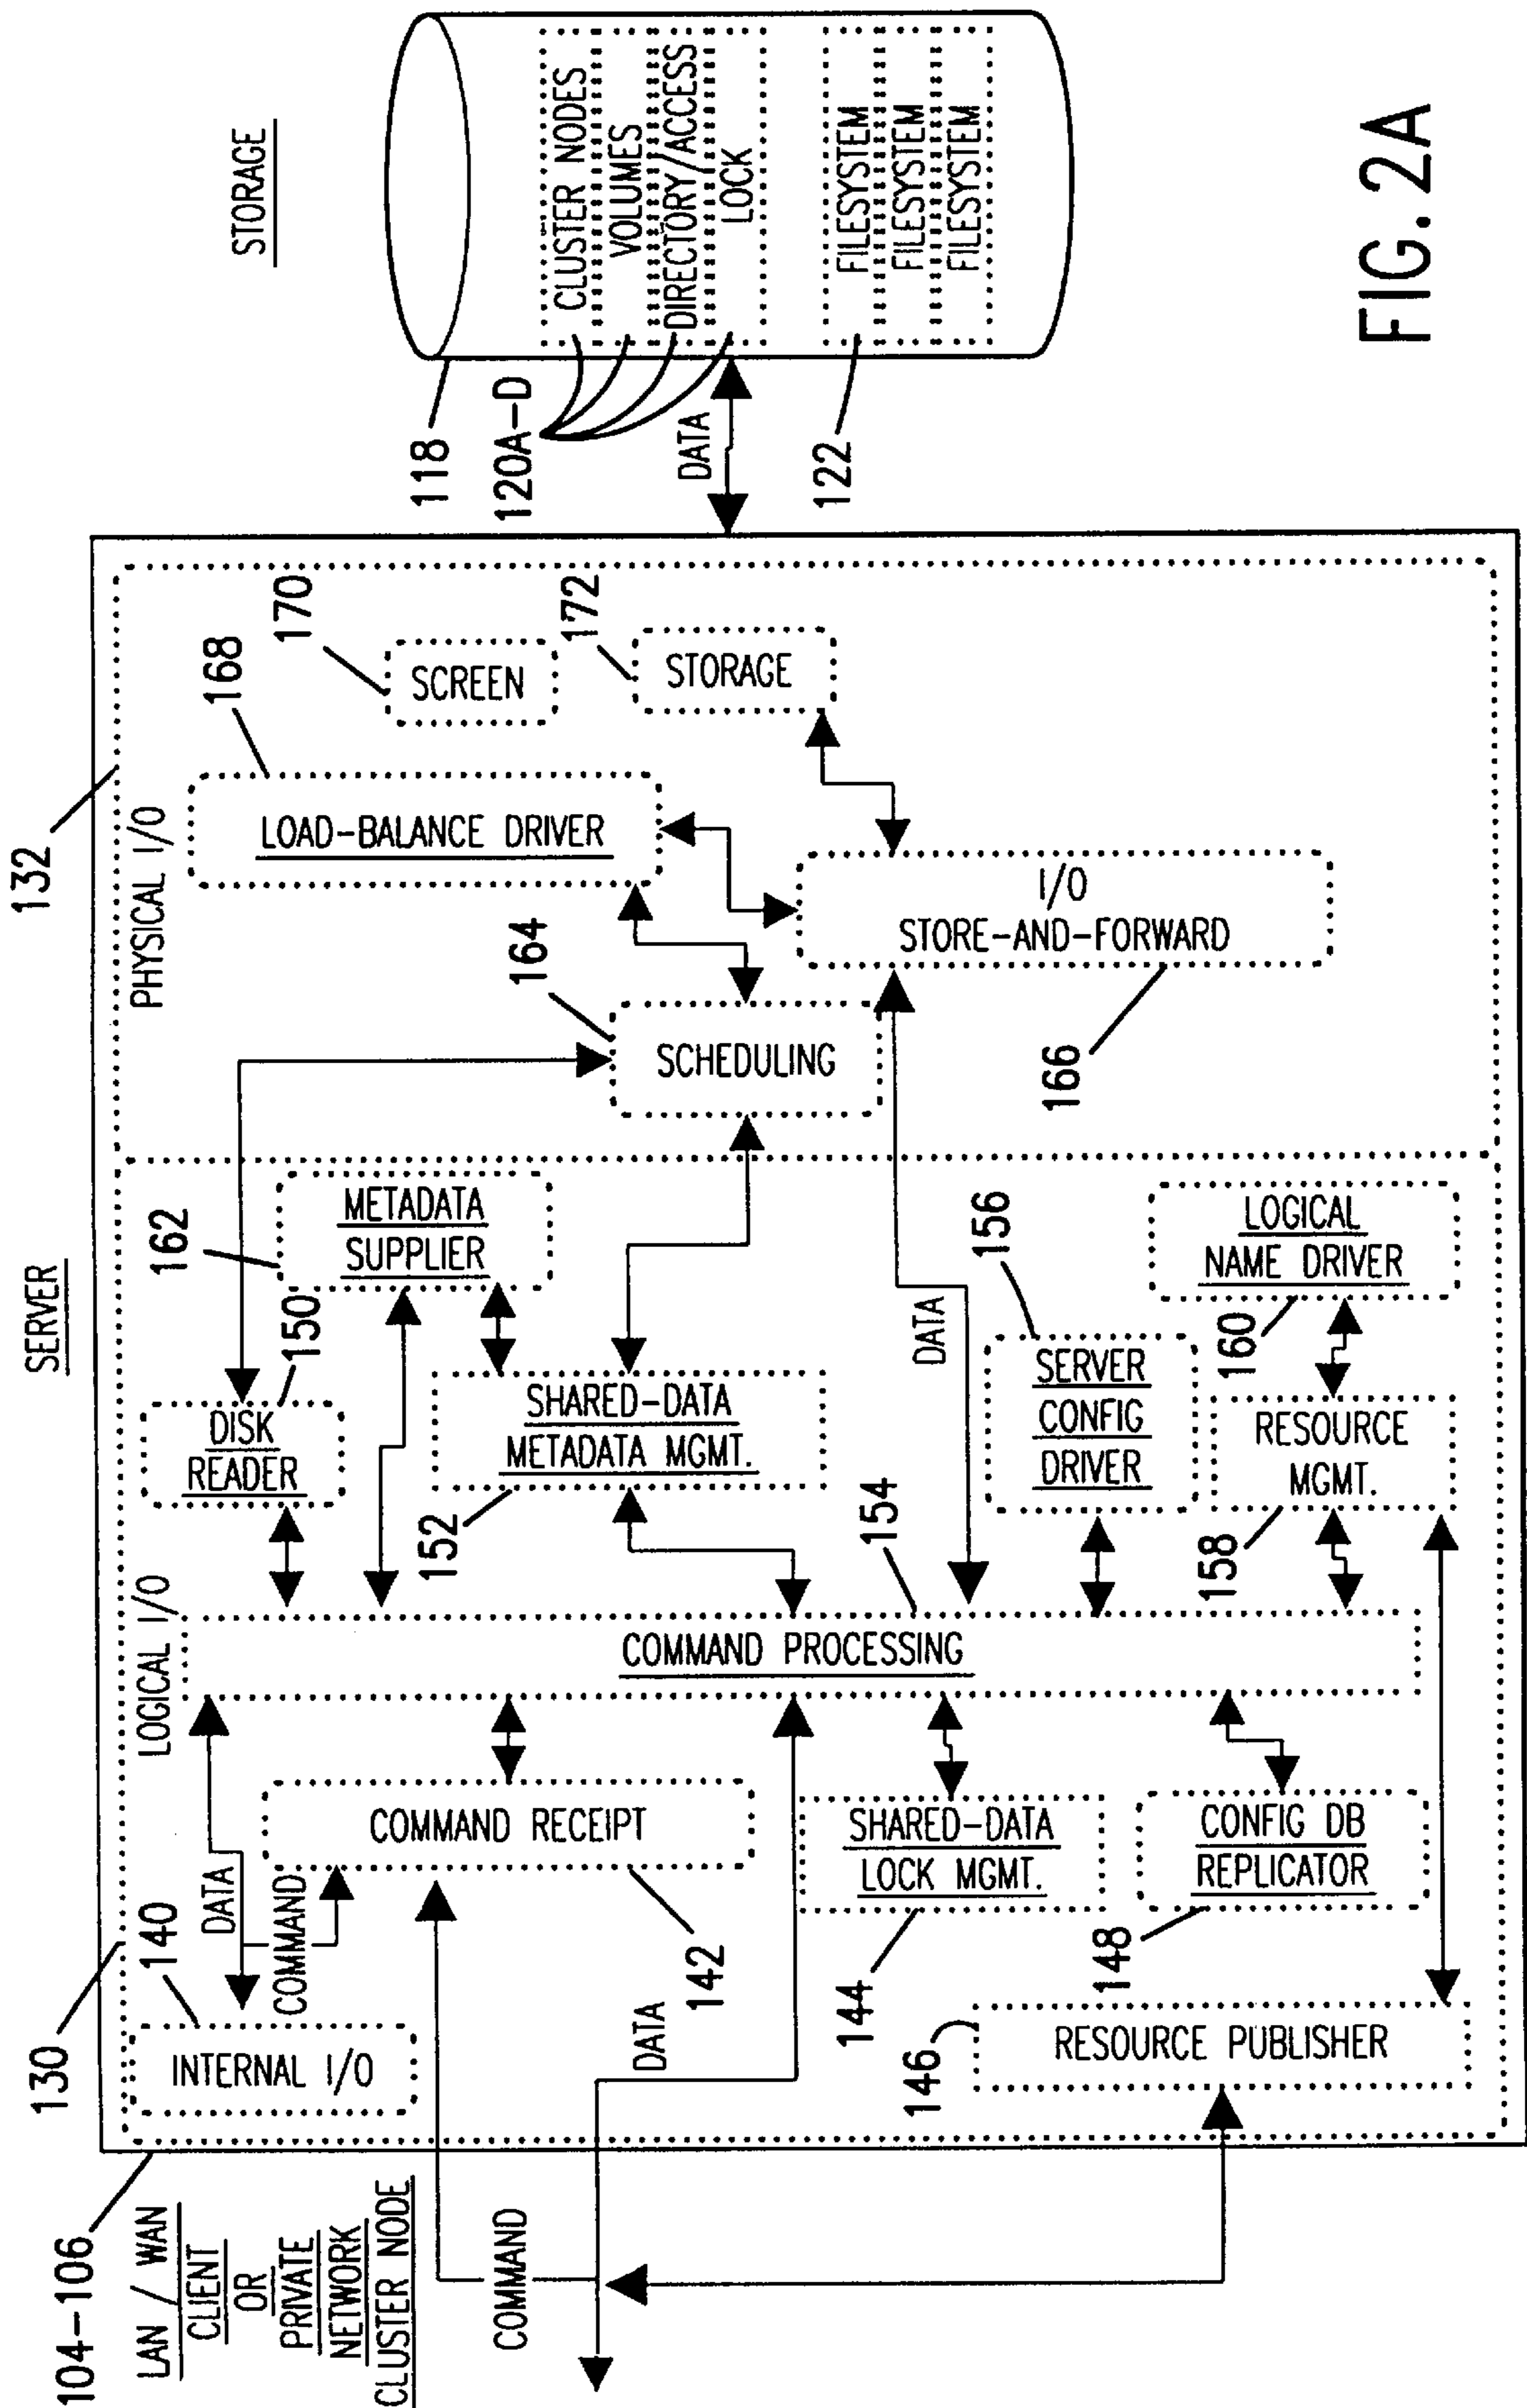 SERVER
STORAGE
104-106
LAN / WAN
CLIENT
OR
PRIVATE
NETWORK
CLUSTER NODE
COMMAND
DATA
130
LOGICAL I/O
132
PHYSICAL I/O
140
INTERNAL I/O
DATA
COMMAND
COMMAND RECEIPT
142
144
SHARED-DATA
LOCK MGMT.
146
RESOURCE PUBLISHER
148
CONFIG DB
REPLICATOR
COMMAND PROCESSING
154
150
DISK
READER
162
METADATA
SUPPLIER
152
SHARED-DATA
METADATA MGMT.
DATA
156
SERVER
CONFIG
DRIVER
158
RESOURCE
MGMT.
160
LOGICAL
NAME DRIVER
164
SCHEDULING
166
I/O
STORE-AND-FORWARD
168
LOAD-BALANCE DRIVER
170
SCREEN
172
STORAGE
DATA
118
120A-D
CLUSTER NODES
VOLUMES
DIRECTORY/ACCESS
LOCK
122
FILESYSTEM
FILESYSTEM
FILESYSTEM
FIG. 2A